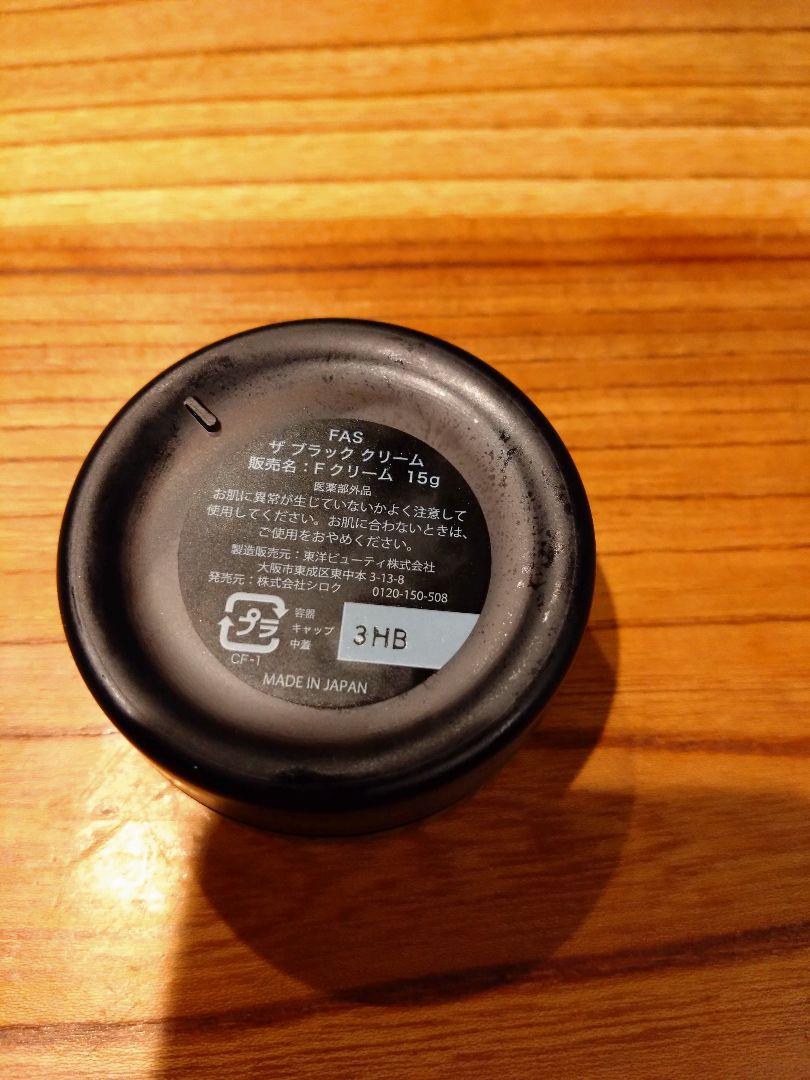 FAS
ザ ブラック クリーム
販売名：F クリーム 15g
医薬部外品
お肌に異常が生じていないかよく注意して
使用してください。お肌に合わないときは、
ご使用をおやめください。
製造販売元：東洋ビューティ株式会社
大阪市東成区東中本 3-13-8
発売元：株式会社シロク 0120-150-508
プラ
容器
キャップ
中蓋
CF-1
3HB
MADE IN JAPAN